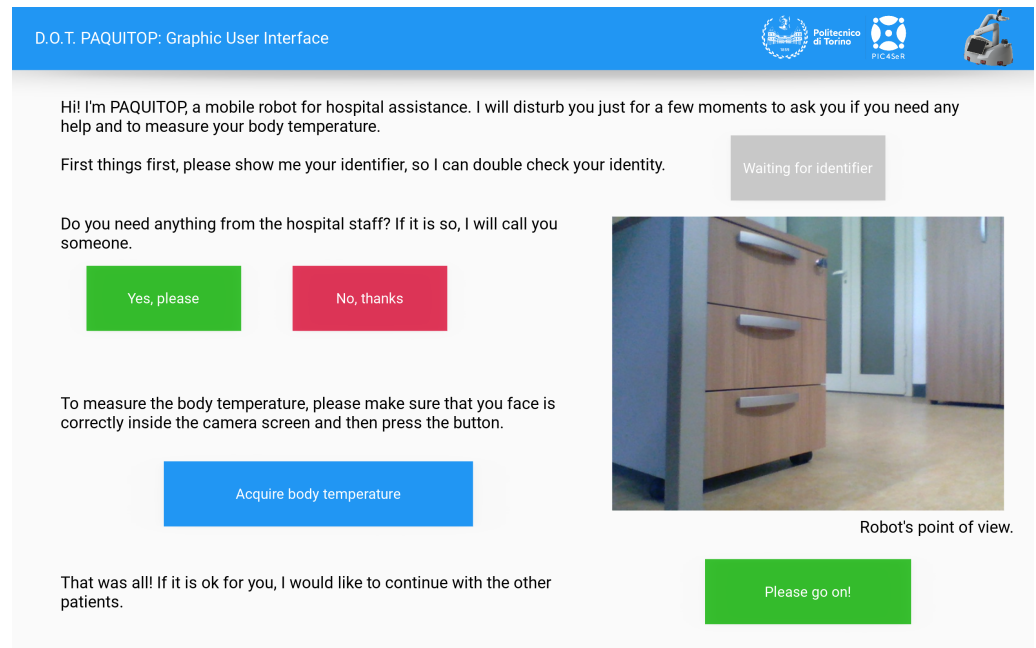 D.O.T. PAQUITOP: Graphic User Interface
Politecnico
di Torino
1859
PIC4SeR
Hi! I'm PAQUITOP, a mobile robot for hospital assistance. I will disturb you just for a few moments to ask you if you need any
help and to measure your body temperature.
First things first, please show me your identifier, so I can double check your identity.
Waiting for identifier
Do you need anything from the hospital staff? If it is so, I will call you
someone.
Yes, please
No, thanks
To measure the body temperature, please make sure that you face is
correctly inside the camera screen and then press the button.
Acquire body temperature
Robot's point of view.
That was all! If it is ok for you, I would like to continue with the other
patients.
Please go on!